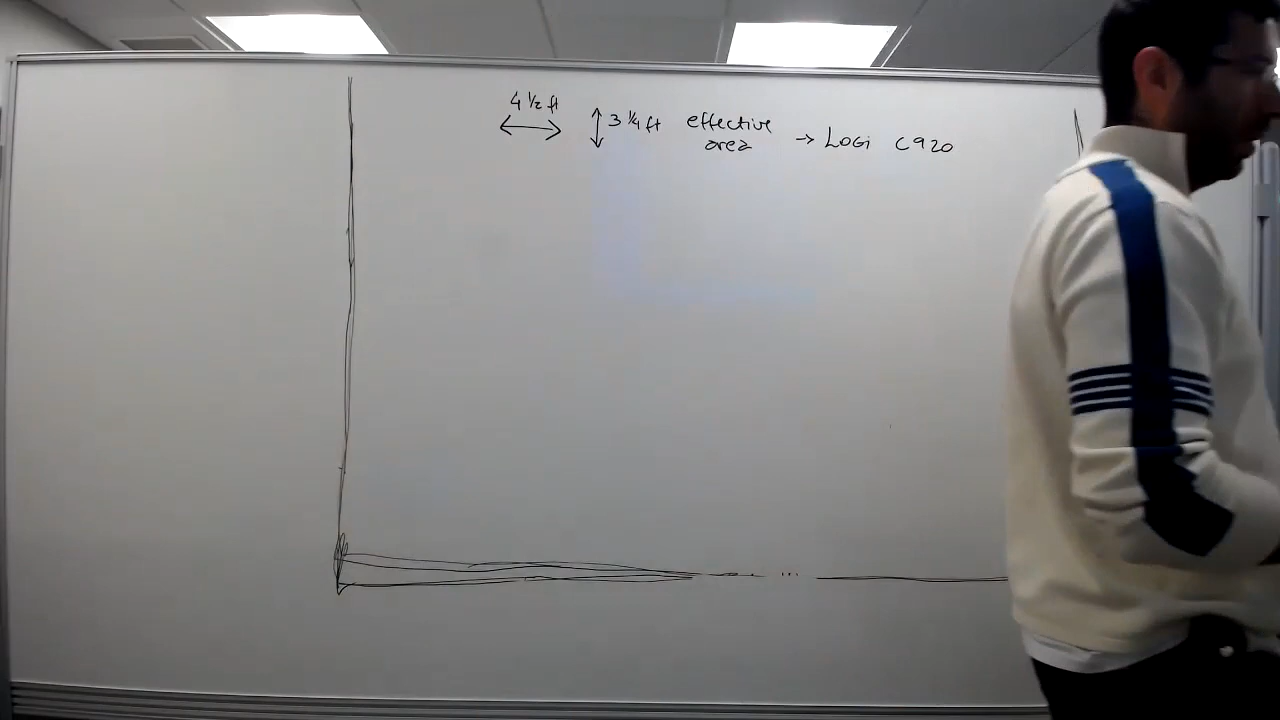 4 ½ ft
↔ ↕ 3 ¼ ft effective area → LOGi C920
...